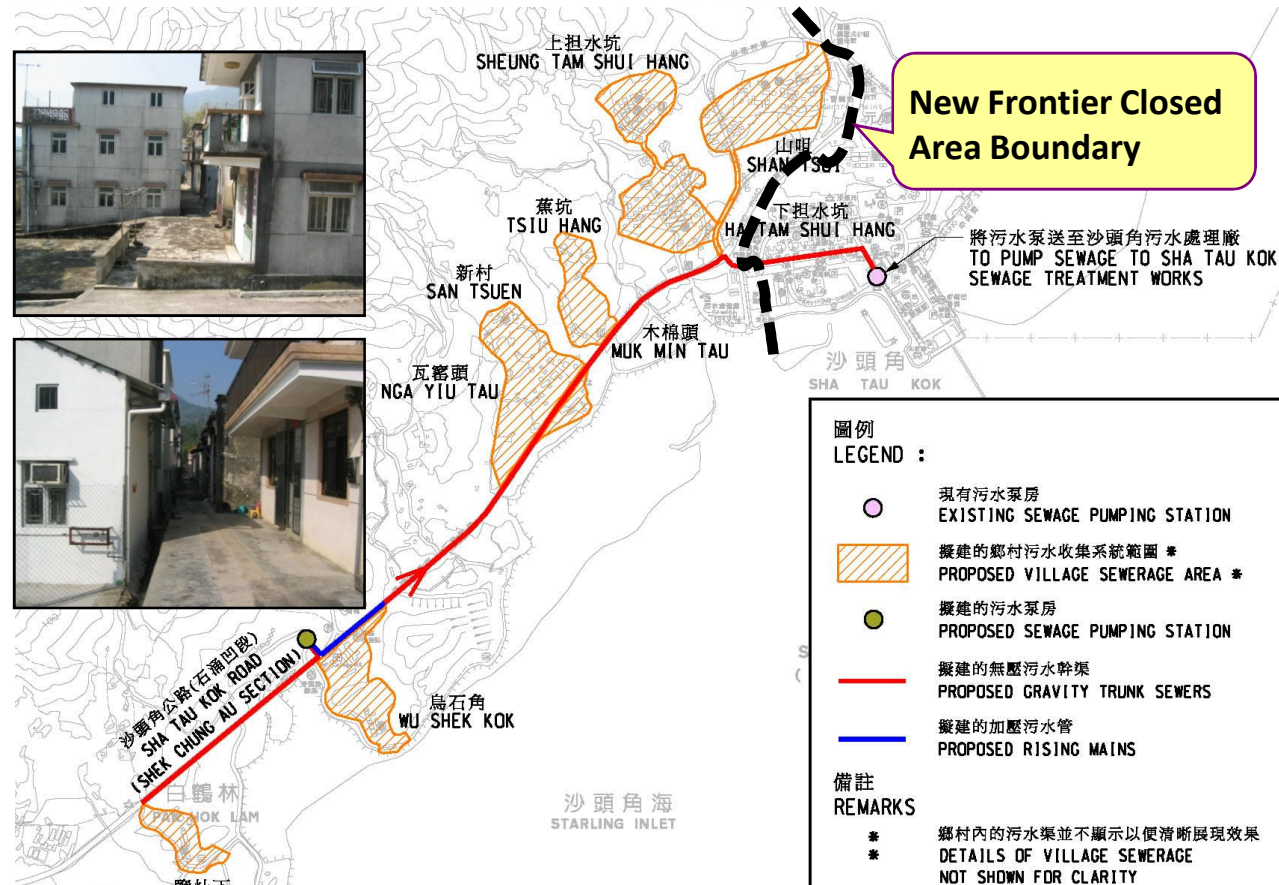 上担水坑
SHEUNG TAM SHUI HANG
New Frontier Closed
Area Boundary
山咀
SHAN TSUI
蕉坑
TSIU HANG
下担水坑
HA TAM SHUI HANG
將污水泵送至沙頭角污水處理廠
TO PUMP SEWAGE TO SHA TAU KOK
SEWAGE TREATMENT WORKS
新村
SAN TSUEN
木棉頭
MUK MIN TAU
瓦窰頭
NGA YIU TAU
沙頭角
SHA TAU KOK
圖例
LEGEND :
現有污水泵房
EXISTING SEWAGE PUMPING STATION
擬建的鄉村污水收集系統範圍 *
PROPOSED VILLAGE SEWERAGE AREA *
擬建的污水泵房
PROPOSED SEWAGE PUMPING STATION
擬建的無壓污水幹渠
PROPOSED GRAVITY TRUNK SEWERS
擬建的加壓污水管
PROPOSED RISING MAINS
備註
REMARKS
* 鄉村內的污水渠並不顯示以便清晰展現效果
* DETAILS OF VILLAGE SEWERAGE
NOT SHOWN FOR CLARITY
沙頭角公路(石涌凹段)
SHA TAU KOK ROAD
(SHEK CHUNG AU SECTION)
烏石角
WU SHEK KOK
白鶴林
PAK HOK LAM
沙頭角海
STARLING INLET